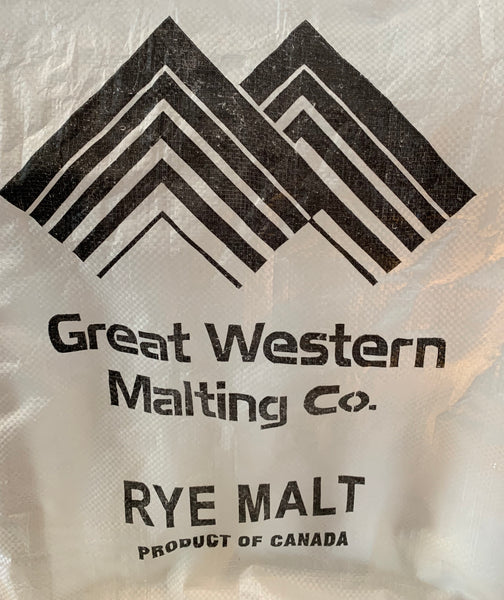 Great Western
Malting Co.
RYE MALT
PRODUCT OF CANADA